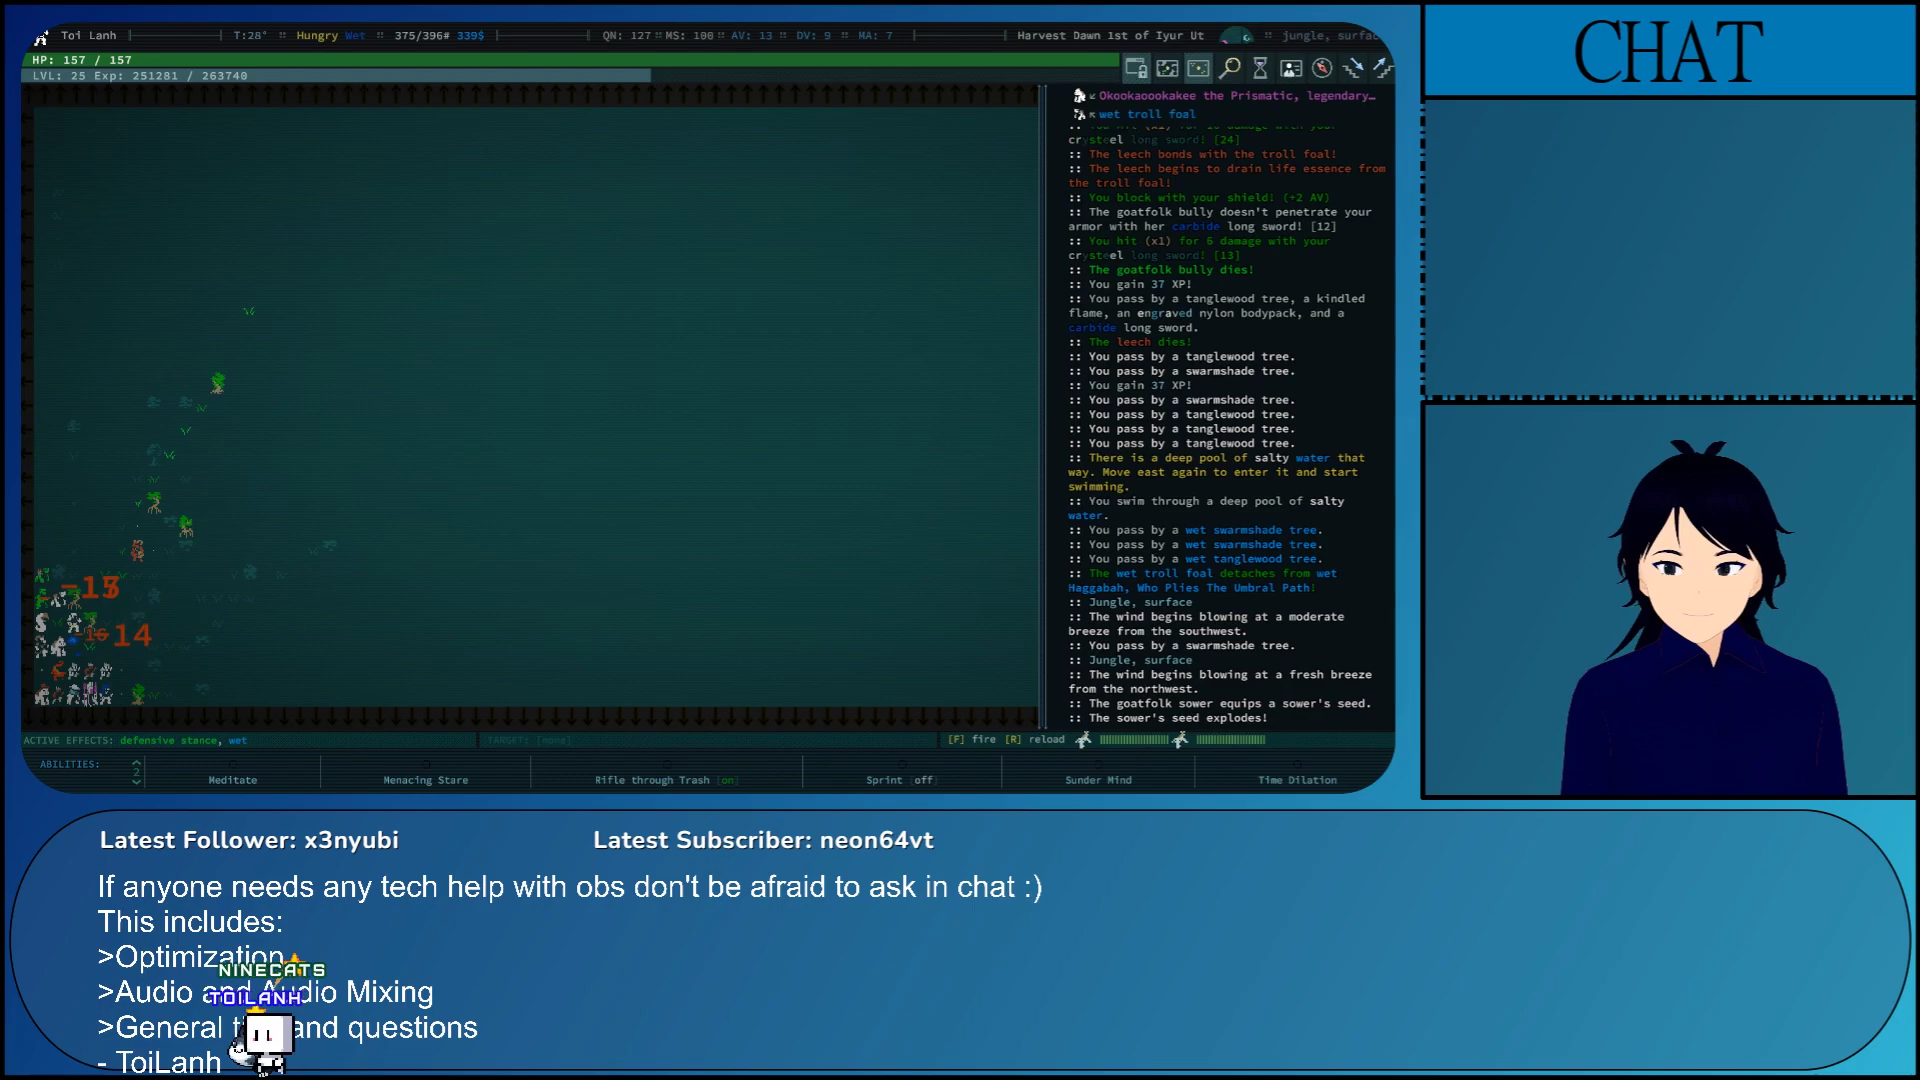 Toi Lanh
T:28° :: Hungry Wet :: 375/396# 339$
QN: 127 :: MS: 100 :: AV: 13 :: DV: 9 :: MA: 7
Harvest Dawn 1st of Iyur Ut :: jungle, surfac
HP: 157 / 157
LVL: 25 Exp: 251281 / 263740
Okookaoookakee the Prismatic, legendary…
wet troll foal
crysteel long sword! [24]
:: The leech bonds with the troll foal!
:: The leech begins to drain life essence from
the troll foal!
:: You block with your shield! (+2 AV)
:: The goatfolk bully doesn't penetrate your
armor with her carbide long sword! [12]
:: You hit (x1) for 6 damage with your
crysteel long sword! [13]
:: The goatfolk bully dies!
:: You gain 37 XP!
:: You pass by a tanglewood tree, a kindled
flame, an engraved nylon bodypack, and a
carbide long sword.
:: The leech dies!
:: You pass by a tanglewood tree.
:: You pass by a swarmshade tree.
:: You gain 37 XP!
:: You pass by a swarmshade tree.
:: You pass by a tanglewood tree.
:: You pass by a tanglewood tree.
:: You pass by a tanglewood tree.
:: There is a deep pool of salty water that
way. Move east again to enter it and start
swimming.
:: You swim through a deep pool of salty
water.
:: You pass by a wet swarmshade tree.
:: You pass by a wet swarmshade tree.
:: You pass by a wet tanglewood tree.
:: The wet troll foal detaches from wet
Haggabah, Who Plies The Umbral Path!
:: Jungle, surface
:: The wind begins blowing at a moderate
breeze from the southwest.
:: You pass by a swarmshade tree.
:: Jungle, surface
:: The wind begins blowing at a fresh breeze
from the northwest.
:: The goatfolk sower equips a sower's seed.
:: The sower's seed explodes!
14
ACTIVE EFFECTS: defensive stance, wet
TARGET: [none]
[F] fire [R] reload
ABILITIES:
2
Meditate
Menacing Stare
Rifle through Trash [on]
Sprint [off]
Sunder Mind
Time Dilation
CHAT
Latest Follower: x3nyubi
Latest Subscriber: neon64vt
If anyone needs any tech help with obs don't be afraid to ask in chat :)
This includes:
>Optimization
NINECATS
>Audio and Audio Mixing
TOILANH
>General and questions
- ToiLanh